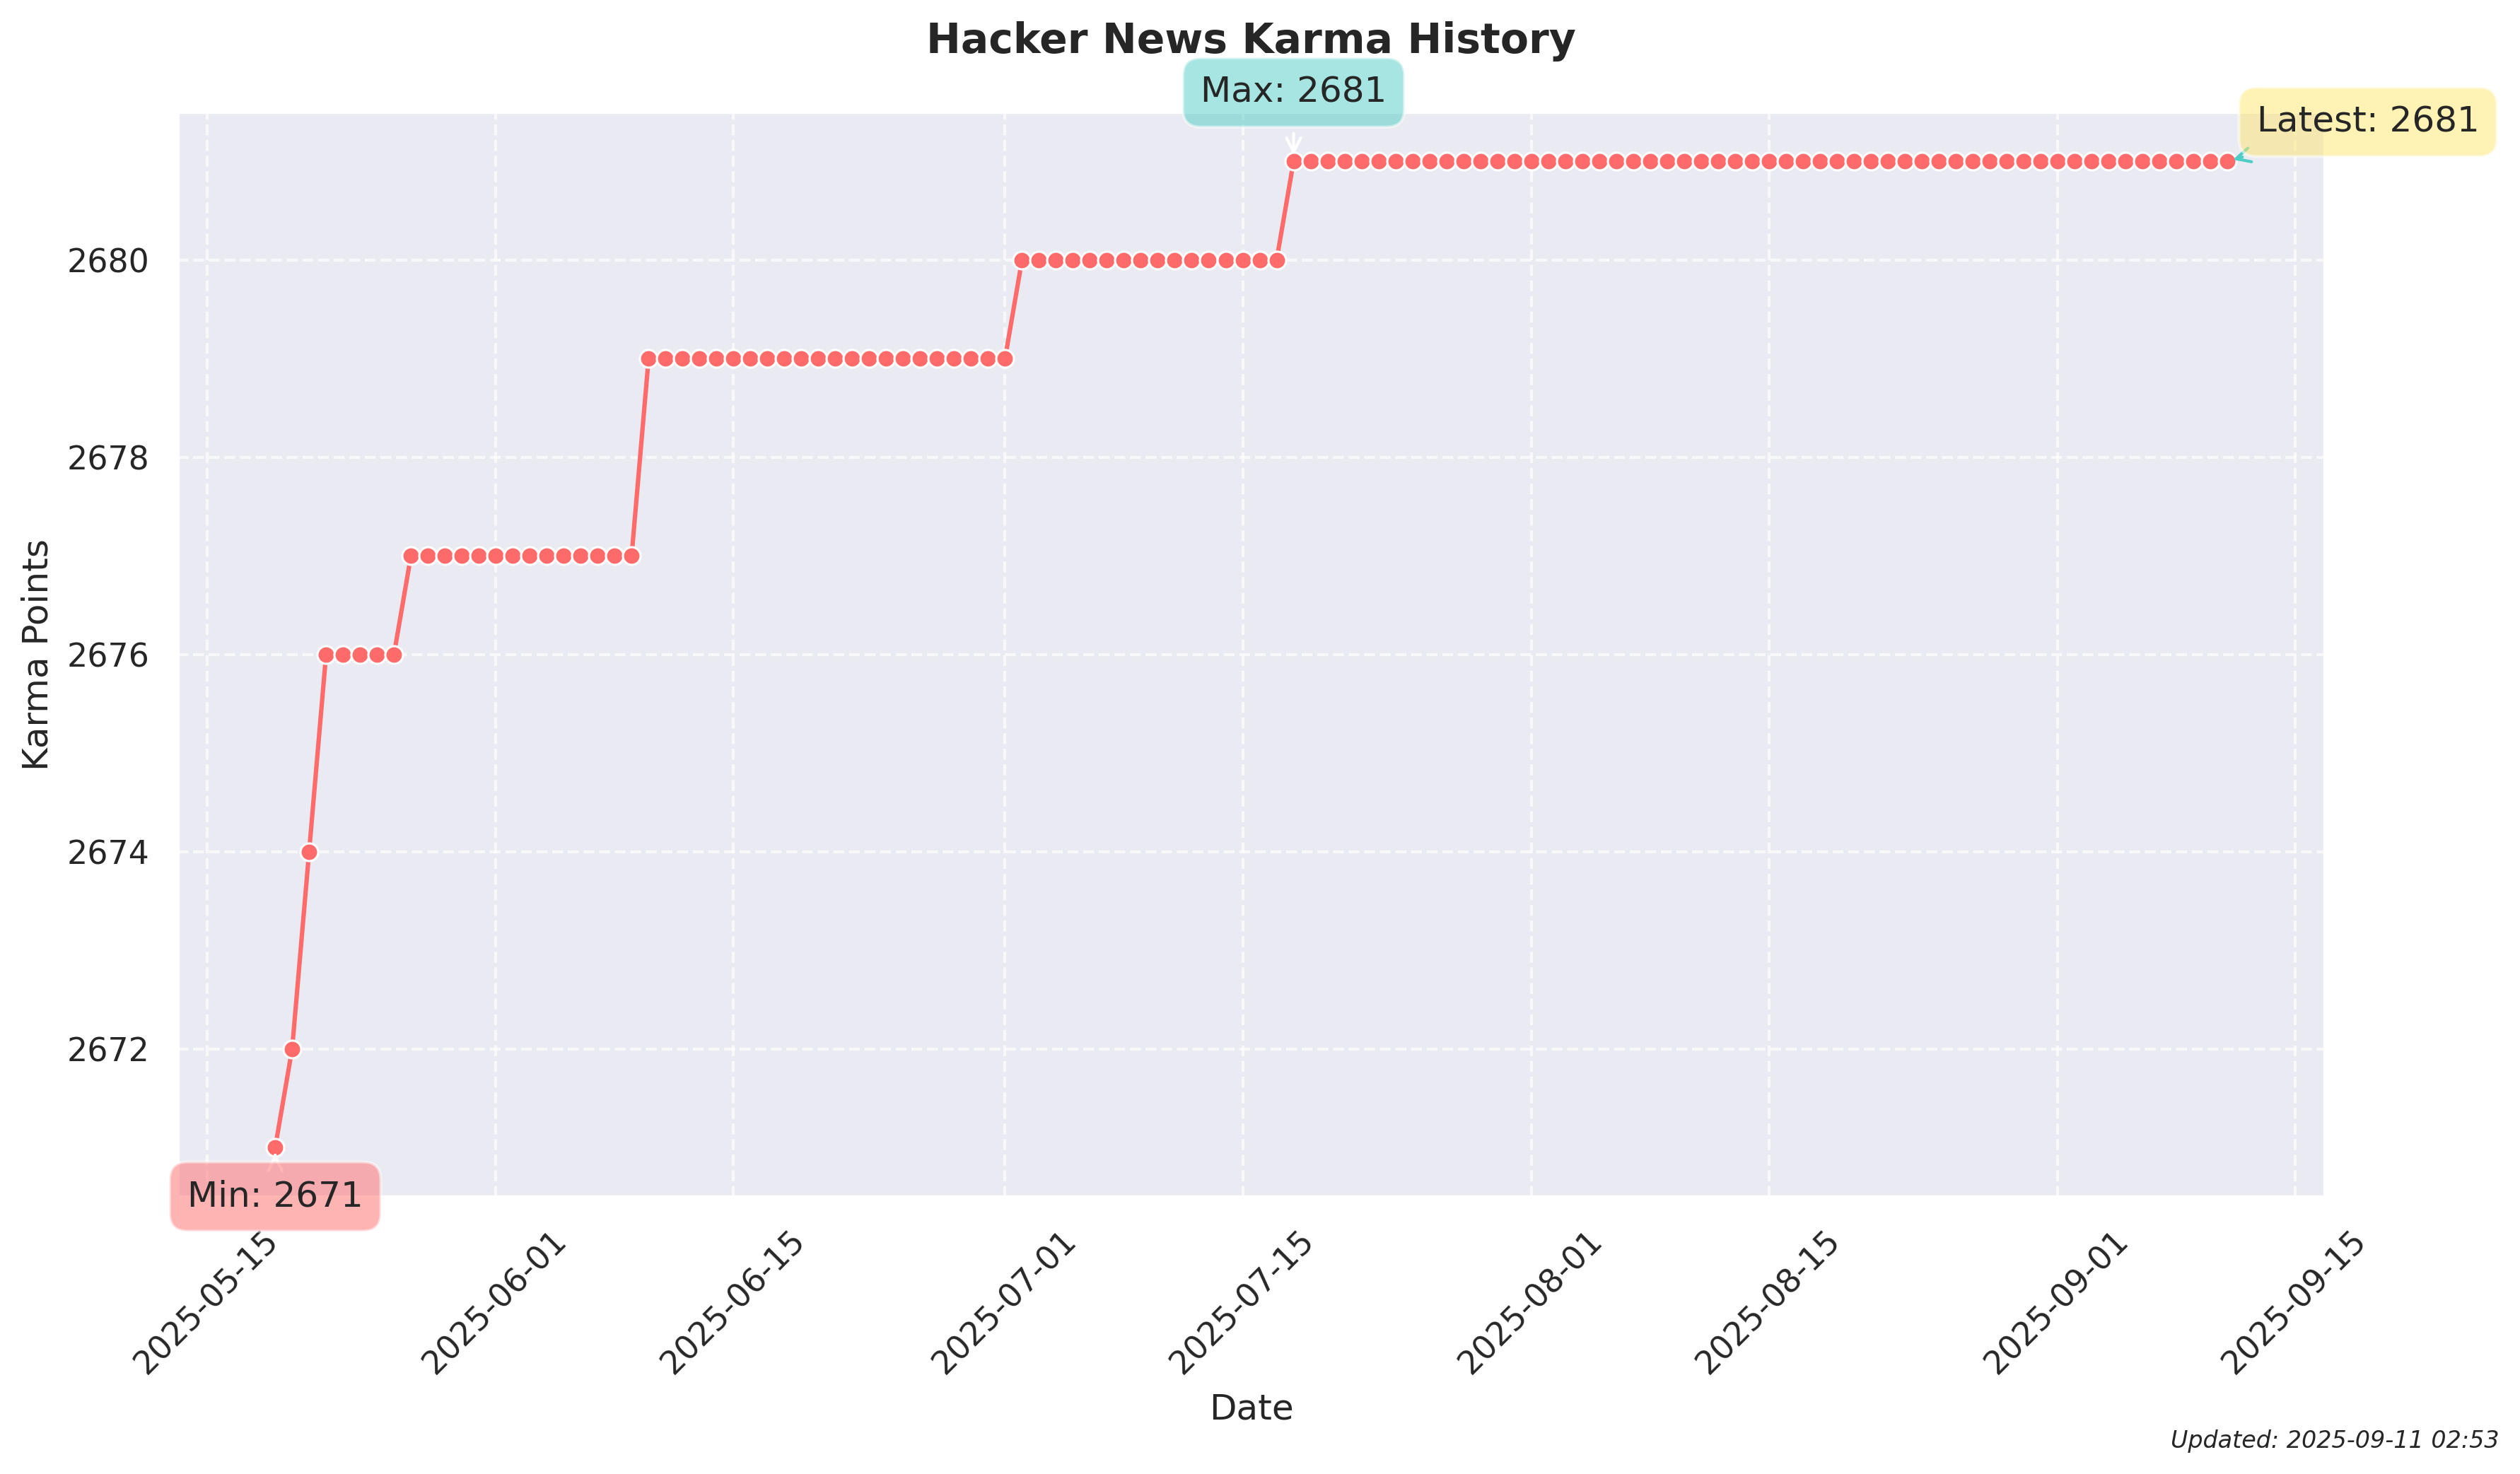 Hacker News Karma History
Max: 2681
Latest: 2681
2680
2678
2676
2674
2672
Karma Points
Min: 2671
2025-05-15
2025-06-01
2025-06-15
2025-07-01
2025-07-15
2025-08-01
2025-08-15
2025-09-01
2025-09-15
Date
Updated: 2025-09-11 02:53